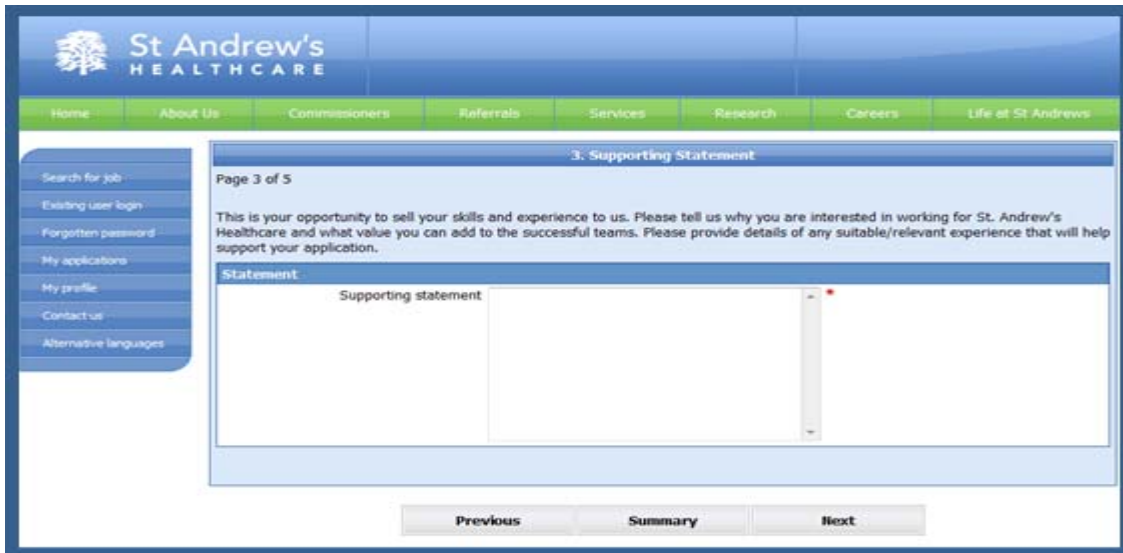 St Andrew's
HEALTHCARE
Home About Us Commissioners Referrals Services Research Careers Life at St Andrews
Search for job
Existing user login
Forgotten password
My applications
My profile
Contact us
Alternative languages
3. Supporting Statement
Page 3 of 5
This is your opportunity to sell your skills and experience to us. Please tell us why you are interested in working for St. Andrew's
Healthcare and what value you can add to the successful teams. Please provide details of any suitable/relevant experience that will help
support your application.
Statement
Supporting statement *
Previous Summary Next